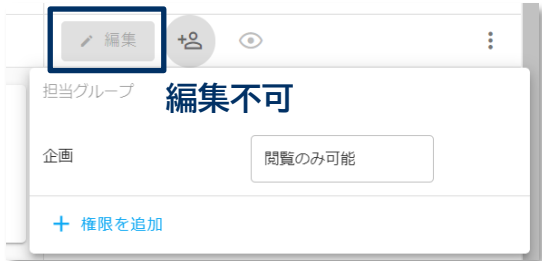 編集
担当グループ
編集不可
企画
閲覧のみ可能
権限を追加